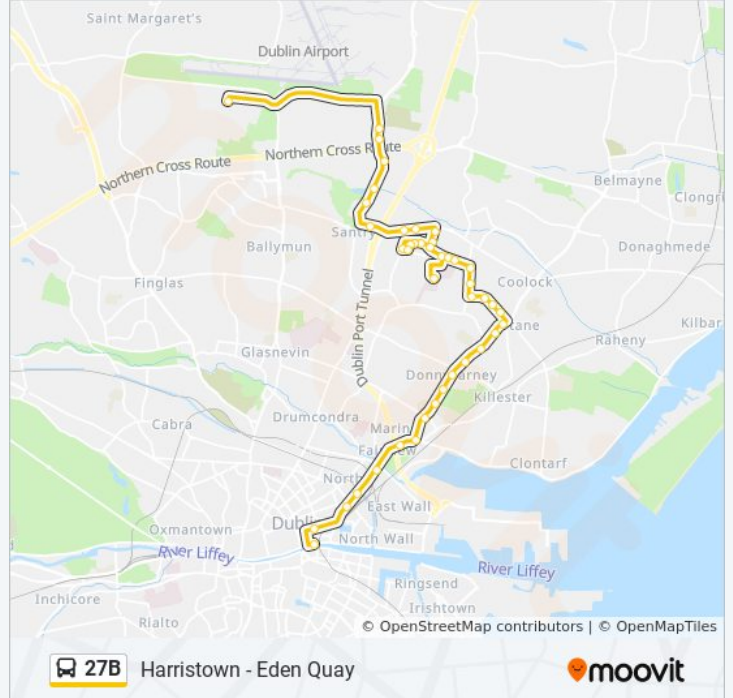 Saint Margaret's
Dublin Airport
Northern Cross Route
Northern Cross Route
Belmayne
Clongri
Santry
Ballymun
Donaghmede
Finglas
Coolock
Dublin Port Tunnel
tane
Kilbar
Raheny
Glasnevin
Donnycarney
Killester
Cabra
Drumcondra
Marin
Fairview
Clontarf
North
East Wall
Oxmantown
Dublin
North Wall
River Liffey
River Liffey
Ringsend
Inchicore
Irishtown
Rialto
© OpenStreetMap contributors | © OpenMapTiles
27B Harristown - Eden Quay
moovit